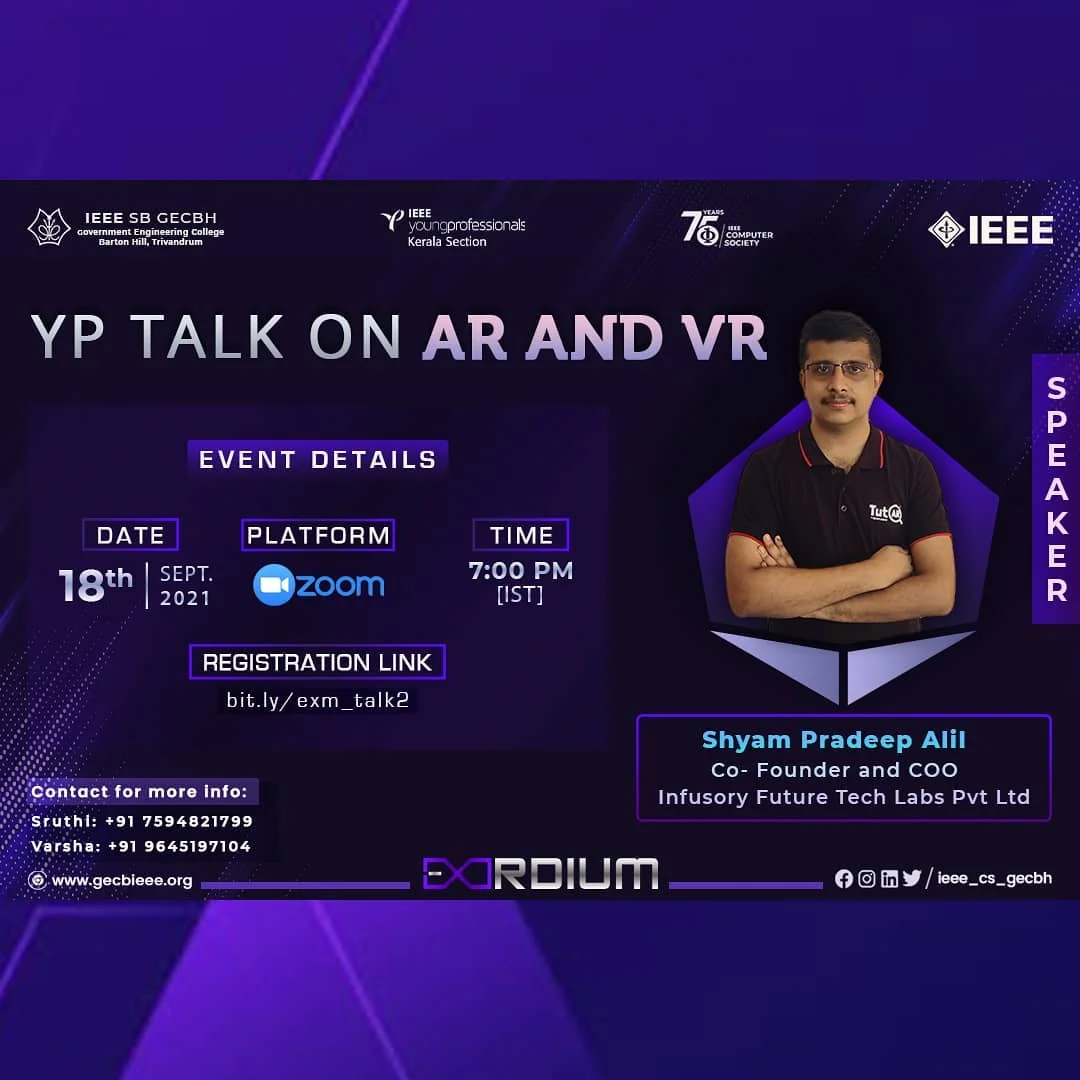 IEEE SB GECBH
Government Engineering College
Barton Hill, Trivandrum
IEEE
youngprofessionals
Kerala Section
75 YEARS
IEEE
COMPUTER
SOCIETY
IEEE
YP TALK ON AR AND VR
SPEAKER
EVENT DETAILS
DATE
18th
SEPT.
2021
PLATFORM
zoom
TIME
7:00 PM
[IST]
REGISTRATION LINK
bit.ly/exm_talk2
TutAR
Shyam Pradeep Alil
Co- Founder and COO
Infusory Future Tech Labs Pvt Ltd
Contact for more info:
Sruthi: +91 7594821799
Varsha: +91 9645197104
www.gecbieee.org
EXORDIUM
/ ieee_cs_gecbh